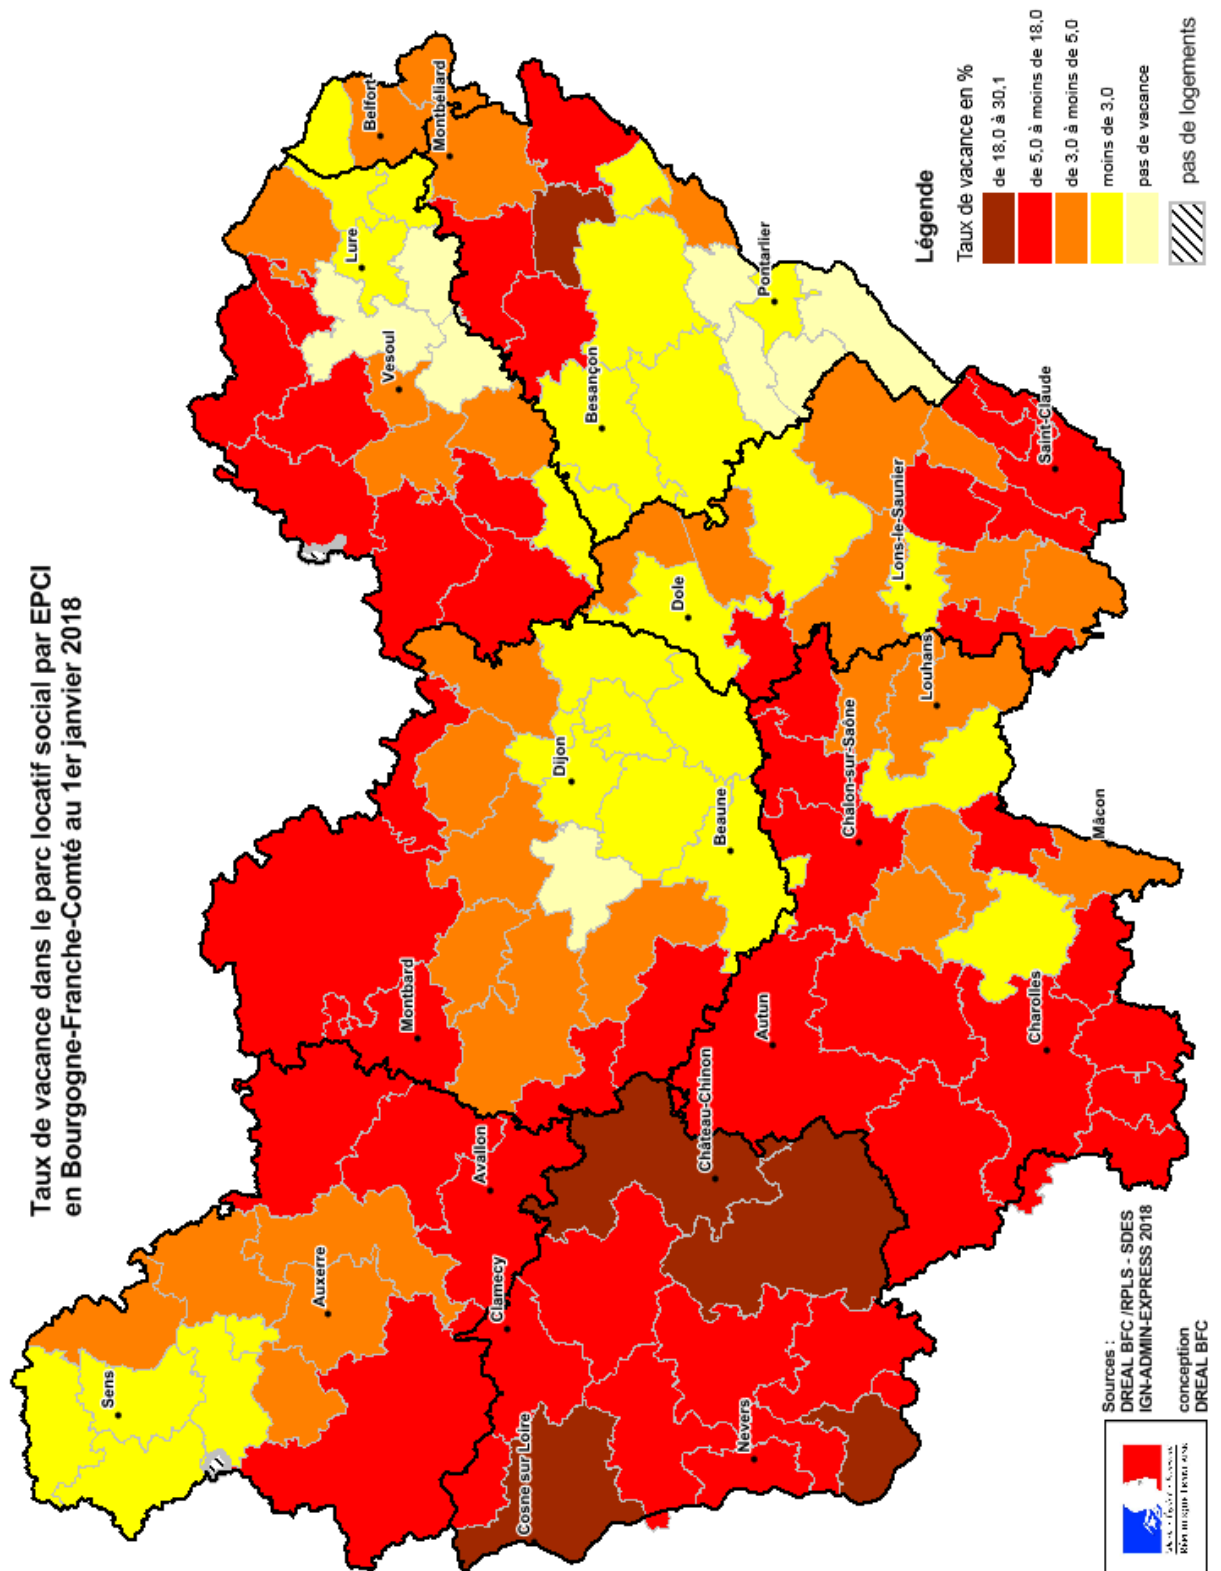 Taux de vacance dans le parc locatif social par EPCI
en Bourgogne-Franche-Comté au 1er janvier 2018
Sens
Auxerre
Avallon
Clamecy
Cosne sur Loire
Nevers
Château-Chinon
Montbard
Dijon
Beaune
Autun
Charolles
Chalon-sur-Saône
Louhans
Mâcon
Dole
Lons-le-Saunier
Saint-Claude
Besançon
Pontarlier
Vesoul
Lure
Belfort
Montbéliard
Légende
Taux de vacance en %
de 18,0 à 30,1
de 5,0 à moins de 18,0
de 3,0 à moins de 5,0
moins de 3,0
pas de vacance
pas de logements
Sources :
DREAL BFC /RPLS - SDES
IGN-ADMIN-EXPRESS 2018
conception
DREAL BFC
RÉPUBLIQUE FRANÇAISE